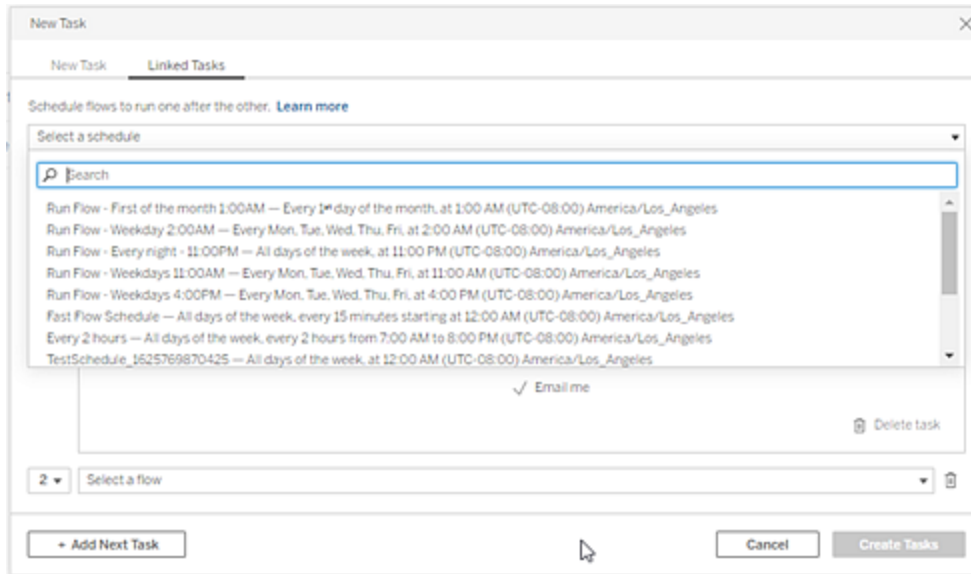 New Task
New Task Linked Tasks
Schedule flows to run one after the other. Learn more
Select a schedule
Search
Run Flow - First of the month 1:00AM — Every 1st day of the month, at 1:00 AM (UTC-08:00) America/Los_Angeles
Run Flow - Weekday 2:00AM — Every Mon, Tue, Wed, Thu, Fri, at 2:00 AM (UTC-08:00) America/Los_Angeles
Run Flow - Every night - 11:00PM — All days of the week, at 11:00 PM (UTC-08:00) America/Los_Angeles
Run Flow - Weekdays 11:00AM — Every Mon, Tue, Wed, Thu, Fri, at 11:00 AM (UTC-08:00) America/Los_Angeles
Run Flow - Weekdays 4:00PM — Every Mon, Tue, Wed, Thu, Fri, at 4:00 PM (UTC-08:00) America/Los_Angeles
Fast Flow Schedule — All days of the week, every 15 minutes starting at 12:00 AM (UTC-08:00) America/Los_Angeles
Every 2 hours — All days of the week, every 2 hours from 7:00 AM to 8:00 PM (UTC-08:00) America/Los_Angeles
TestSchedule_1625769870425 — All days of the week, at 12:00 AM (UTC-08:00) America/Los_Angeles
Email me
Delete task
2 Select a flow
+ Add Next Task Cancel Create Tasks